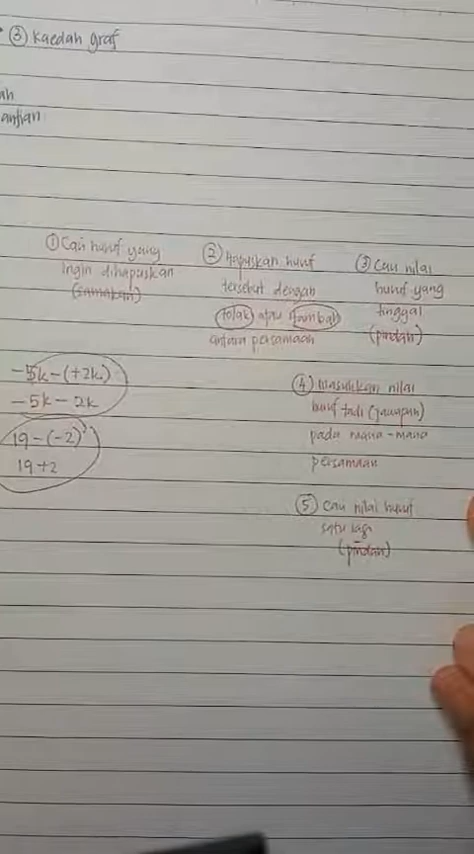 ③ Kaedah graf
ah
antian
① Cari huruf yang
ingin dihapuskan
(samakan)
② Hapuskan huruf
tersebut dengan
tolak atau tambah
antara persamaan
③ Cari nilai
huruf yang
tinggal
(pindah)
-5k-(+2k)
-5k-2k
19-(-2)
19+2
④ Masukkan nilai
huruf tadi (jawapan)
pada mana-mana
persamaan
⑤ Cari nilai huruf
satu lagi
(pindah)